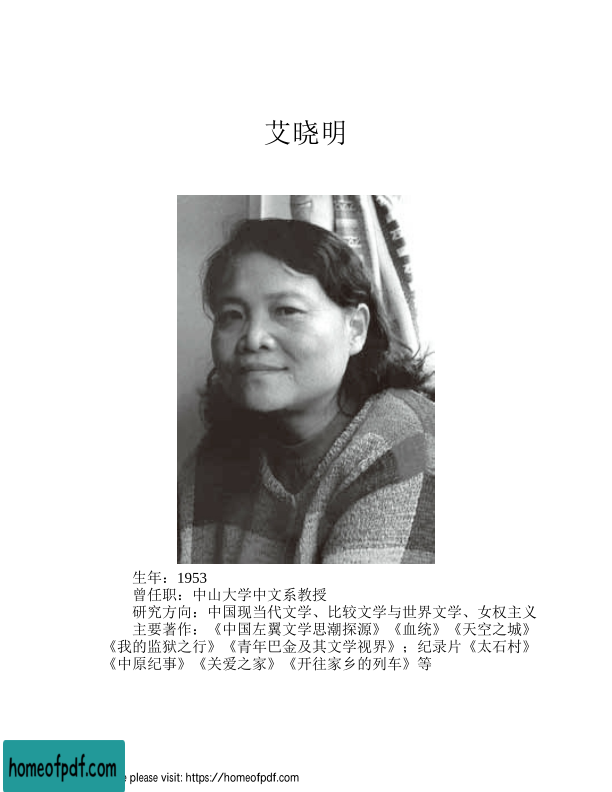 艾晓明
生年：1953
曾任职：中山大学中文系教授
研究方向：中国现当代文学、比较文学与世界文学、女权主义
主要著作：《中国左翼文学思潮探源》《血统》《天空之城》
《我的监狱之行》《青年巴金及其文学视界》；纪录片《太石村》
《中原纪事》《关爱之家》《开往家乡的列车》等
homeofpdf.com
please visit: https://homeofpdf.com